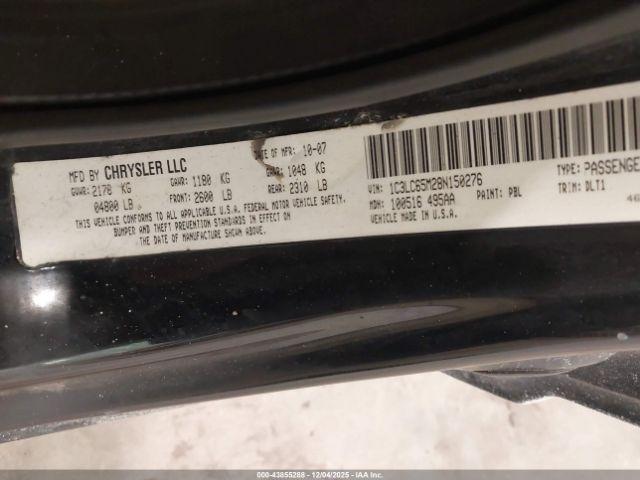 MFD BY CHRYSLER LLC
DATE OF MFR: 10-07
GVWR: 2178 KG
GAWR: 1180 KG
GAWR: 1048 KG
04800 LB
FRONT: 2600 LB
REAR: 2310 LB
THIS VEHICLE CONFORMS TO ALL APPLICABLE U.S.A. FEDERAL MOTOR VEHICLE SAFETY,
BUMPER AND THEFT PREVENTION STANDARDS IN EFFECT ON
THE DATE OF MANUFACTURE SHOWN ABOVE.
VIN: 1C3LC65M28N150276
TYPE: PASSENGE
MDH: 100516 495AA
PAINT: PBL
TRIM: DLT1
46
000-43855288 - 12/04/2025 - IAA Inc.